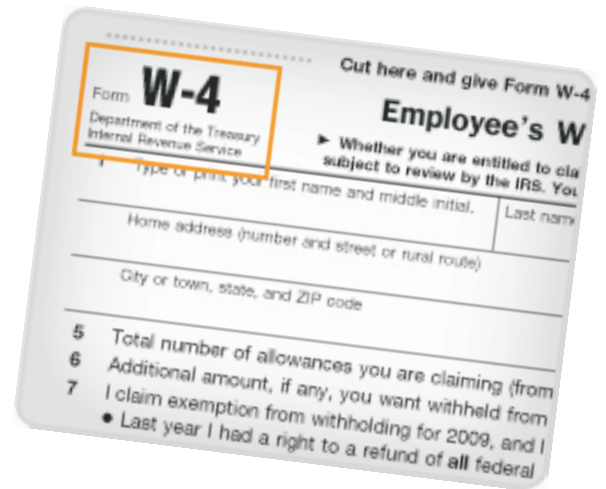 Cut here and give Form W-4
Form W-4
Department of the Treasury
Internal Revenue Service
Employee's W
► Whether you are entitled to cla
subject to review by the IRS. You
1 Type or print your first name and middle initial.
Last name
Home address (number and street or rural route)
City or town, state, and ZIP code
5 Total number of allowances you are claiming (from
6 Additional amount, if any, you want withheld from
7 I claim exemption from withholding for 2009, and I
● Last year I had a right to a refund of all federal